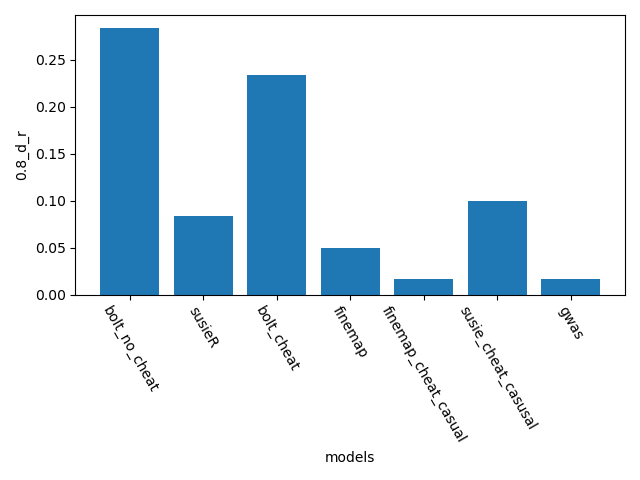 0.25
0.20
0.15
0.10
0.05
0.00
0.8_d_r
bolt_no_cheat
susieR
bolt_cheat
finemap
finemap_cheat_casual
susie_cheat_casusal
gwas
models